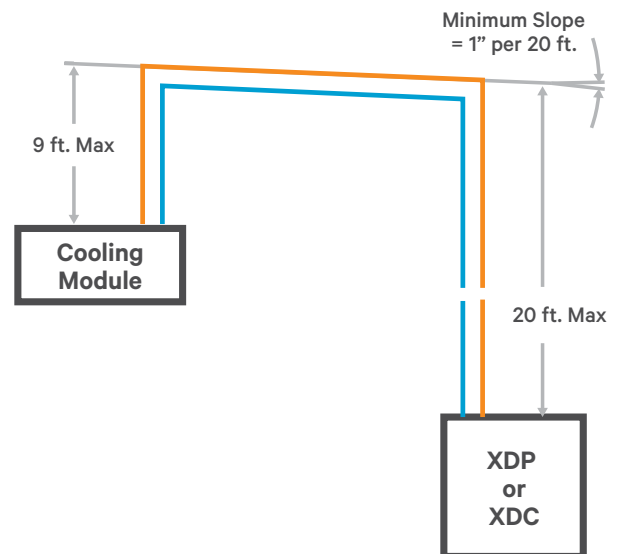 Minimum Slope
= 1” per 20 ft.
9 ft. Max
Cooling
Module
20 ft. Max
XDP
or
XDC